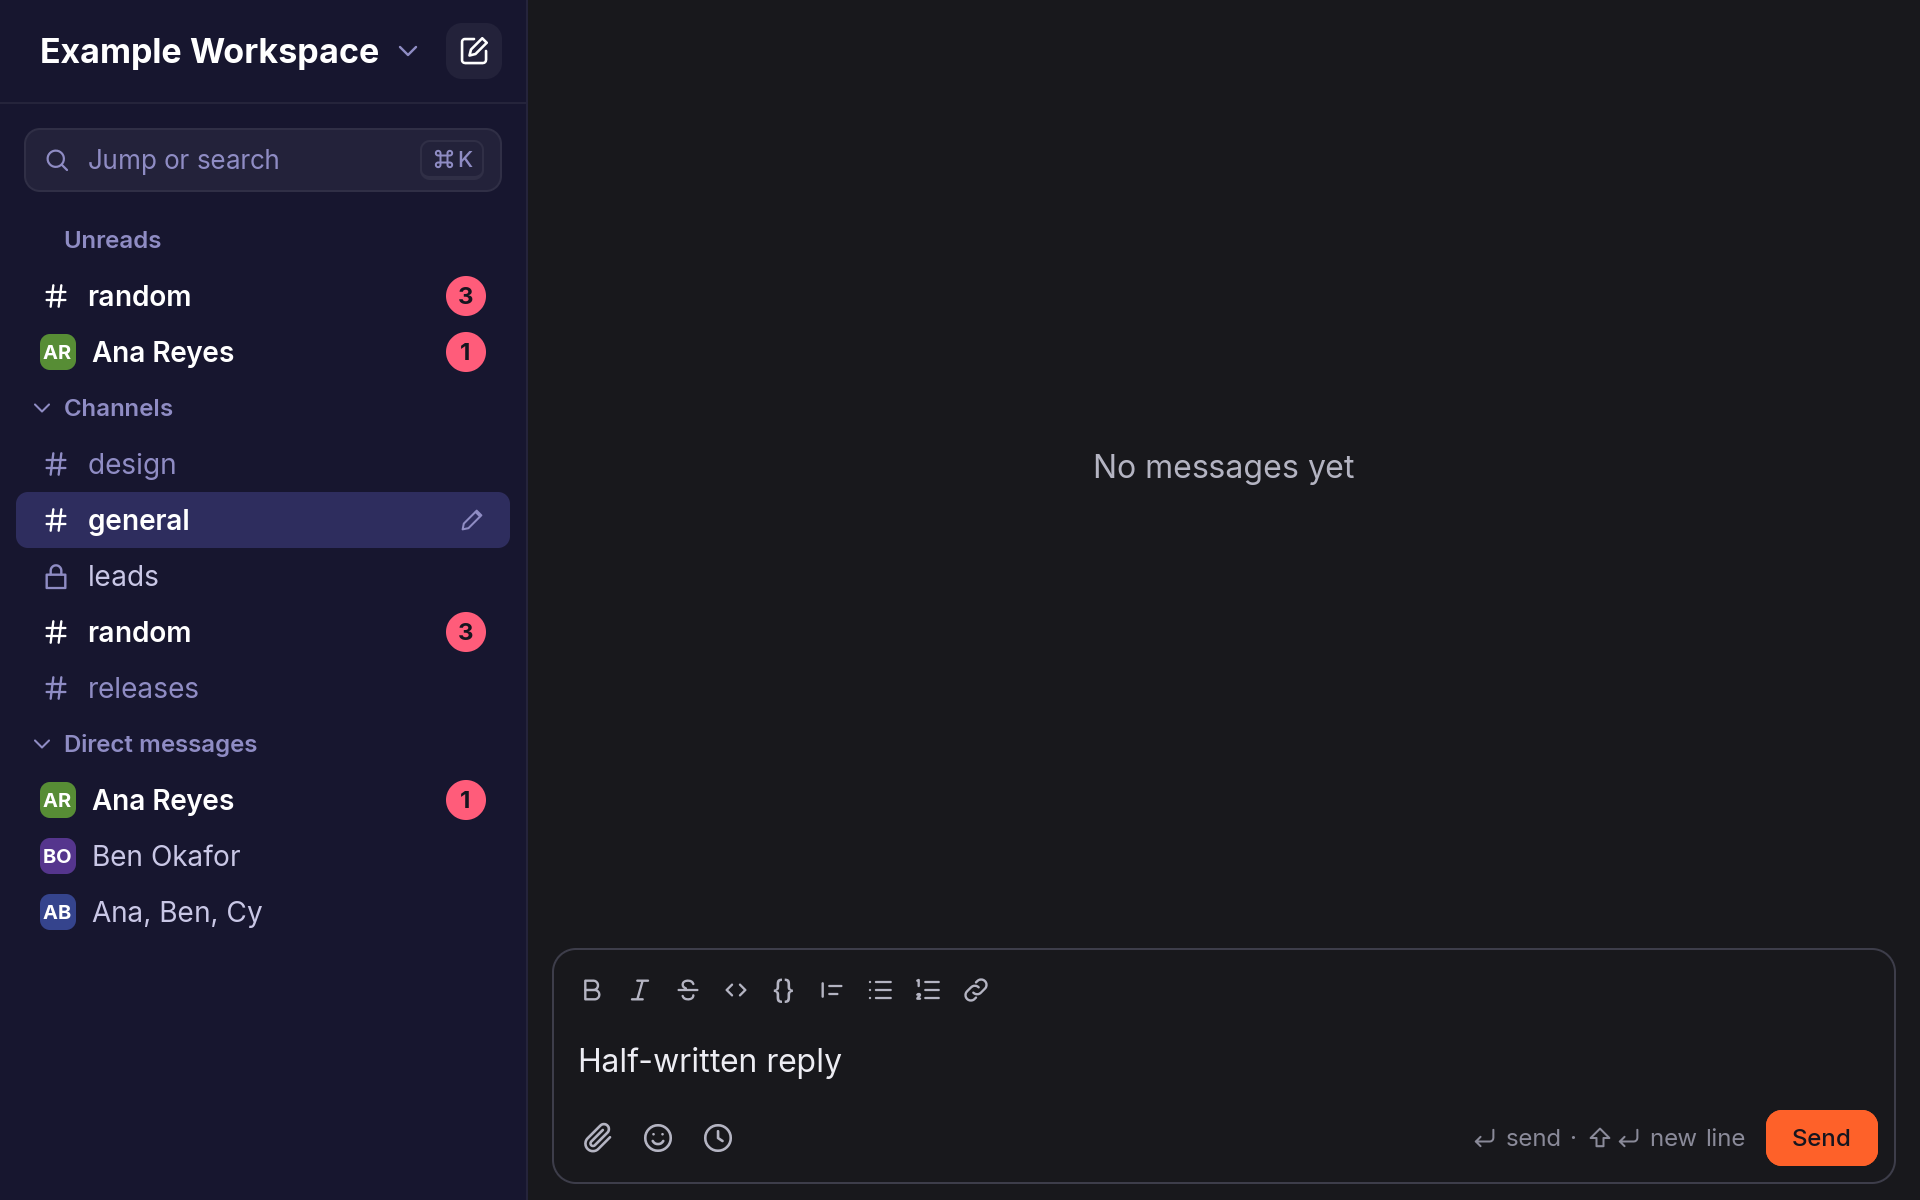 Example Workspace
Jump or search ⌘K
Unreads
# random 3
AR Ana Reyes 1
Channels
# design
# general
leads
# random 3
# releases
Direct messages
AR Ana Reyes 1
BO Ben Okafor
AB Ana, Ben, Cy
No messages yet
Half-written reply
send · new line Send